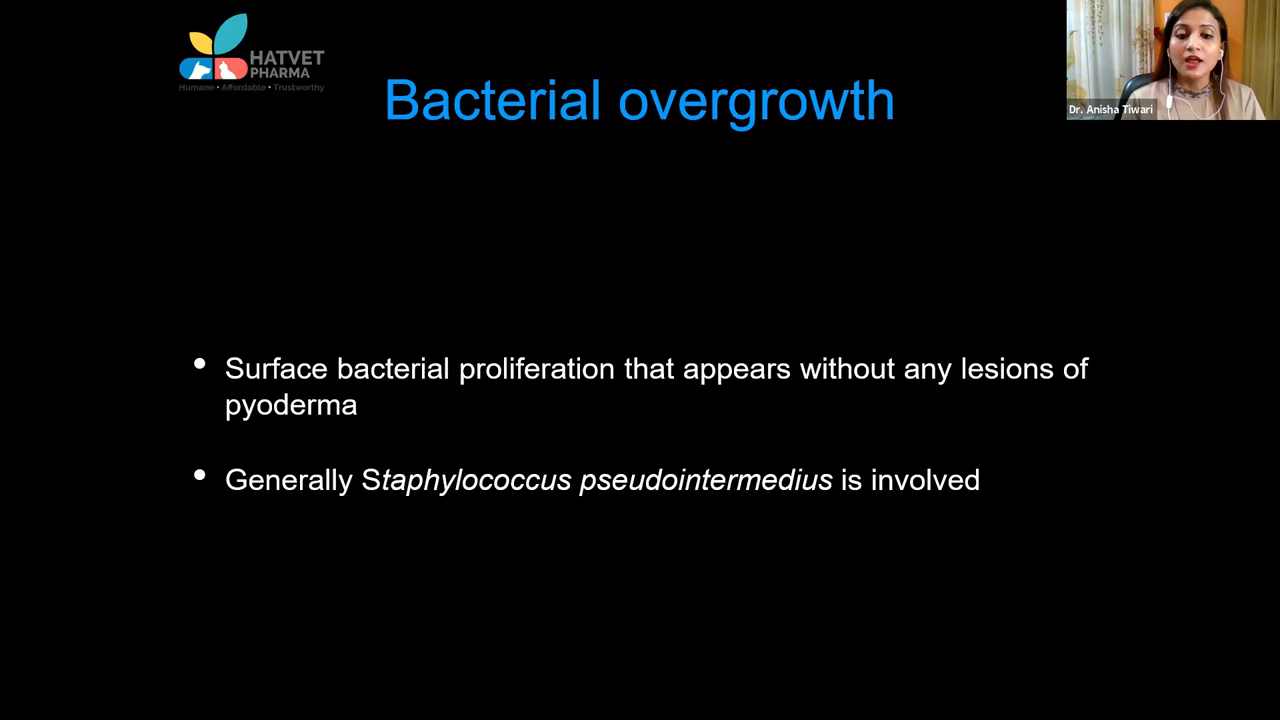 HATVET
PHARMA
Humane • Affordable • Trustworthy
Dr. Anisha Tiwari
Bacterial overgrowth
• Surface bacterial proliferation that appears without any lesions of
pyoderma
• Generally Staphylococcus pseudointermedius is involved